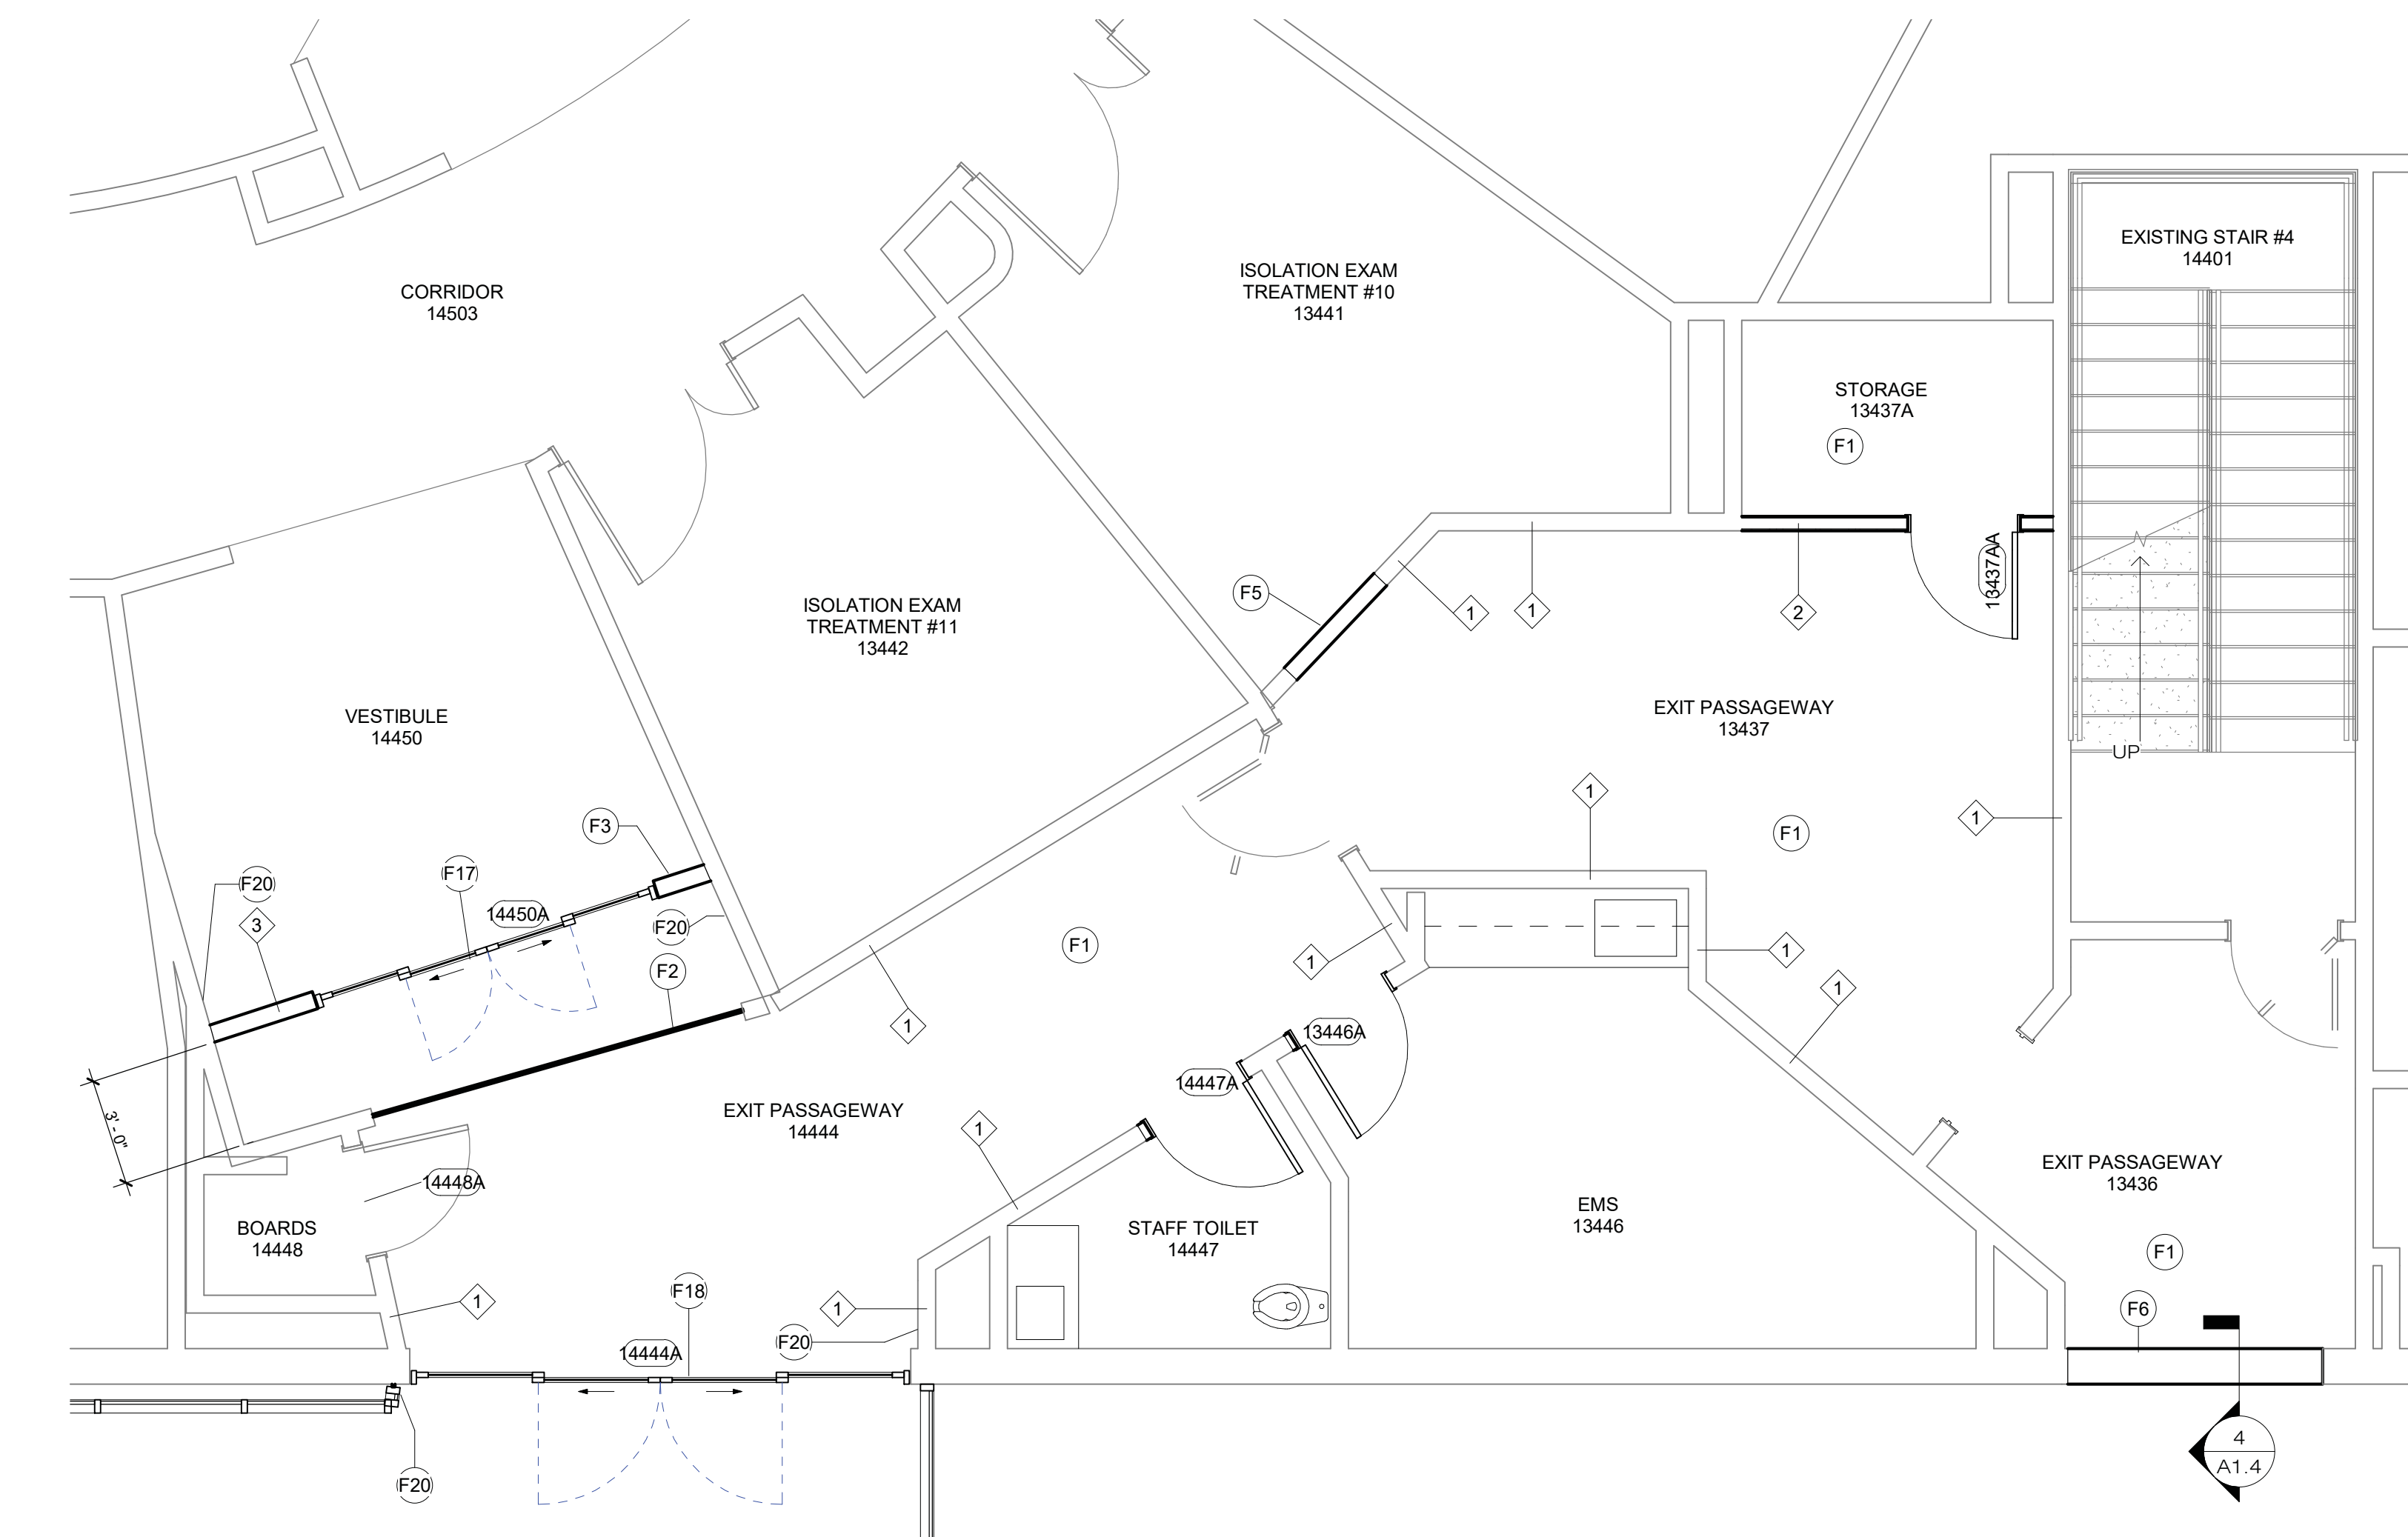 EXISTING STAIR #4
14401
ISOLATION EXAM
TREATMENT #10
13441
CORRIDOR
14503
STORAGE
13437A
F1
13437AA
F5
1
1
2
ISOLATION EXAM
TREATMENT #11
13442
EXIT PASSAGEWAY
13437
VESTIBULE
14450
UP
1
1
F1
F3
F17
F20
3
14450A
F20
F2
F1
1
1
1
1
13446A
14447A
3' - 0"
EXIT PASSAGEWAY
14444
1
14448A
EXIT PASSAGEWAY
13436
BOARDS
14448
STAFF TOILET
14447
EMS
13446
F1
1
F18
1
F20
F6
14444A
F20
4
A1.4